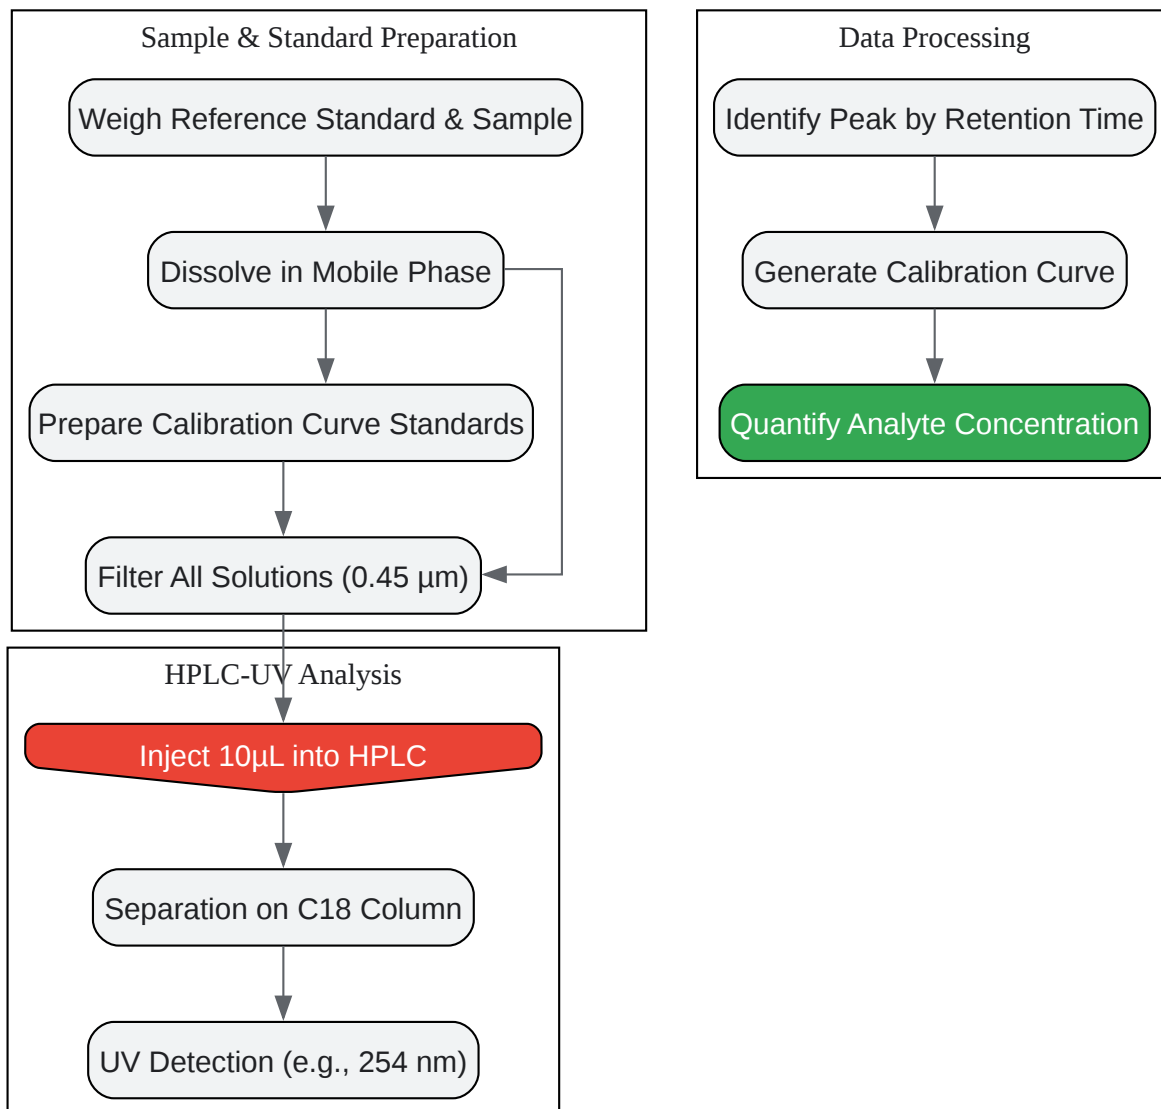 Sample & Standard Preparation
Weigh Reference Standard & Sample
Dissolve in Mobile Phase
Prepare Calibration Curve Standards
Filter All Solutions (0.45 µm)
HPLC-UV Analysis
Inject 10µL into HPLC
Separation on C18 Column
UV Detection (e.g., 254 nm)
Data Processing
Identify Peak by Retention Time
Generate Calibration Curve
Quantify Analyte Concentration